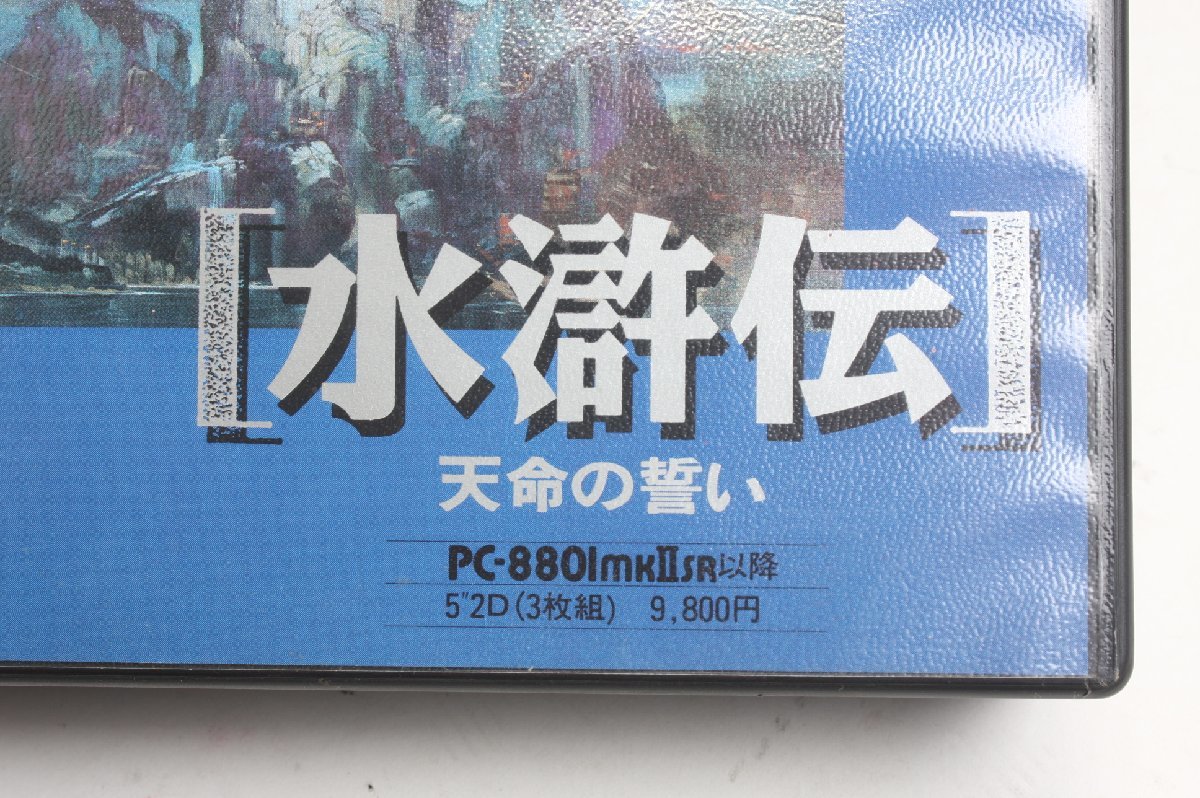 [水滸伝]
天命の誓い
PC-8801mkIISR以降
5"2D(3枚組) 9,800円